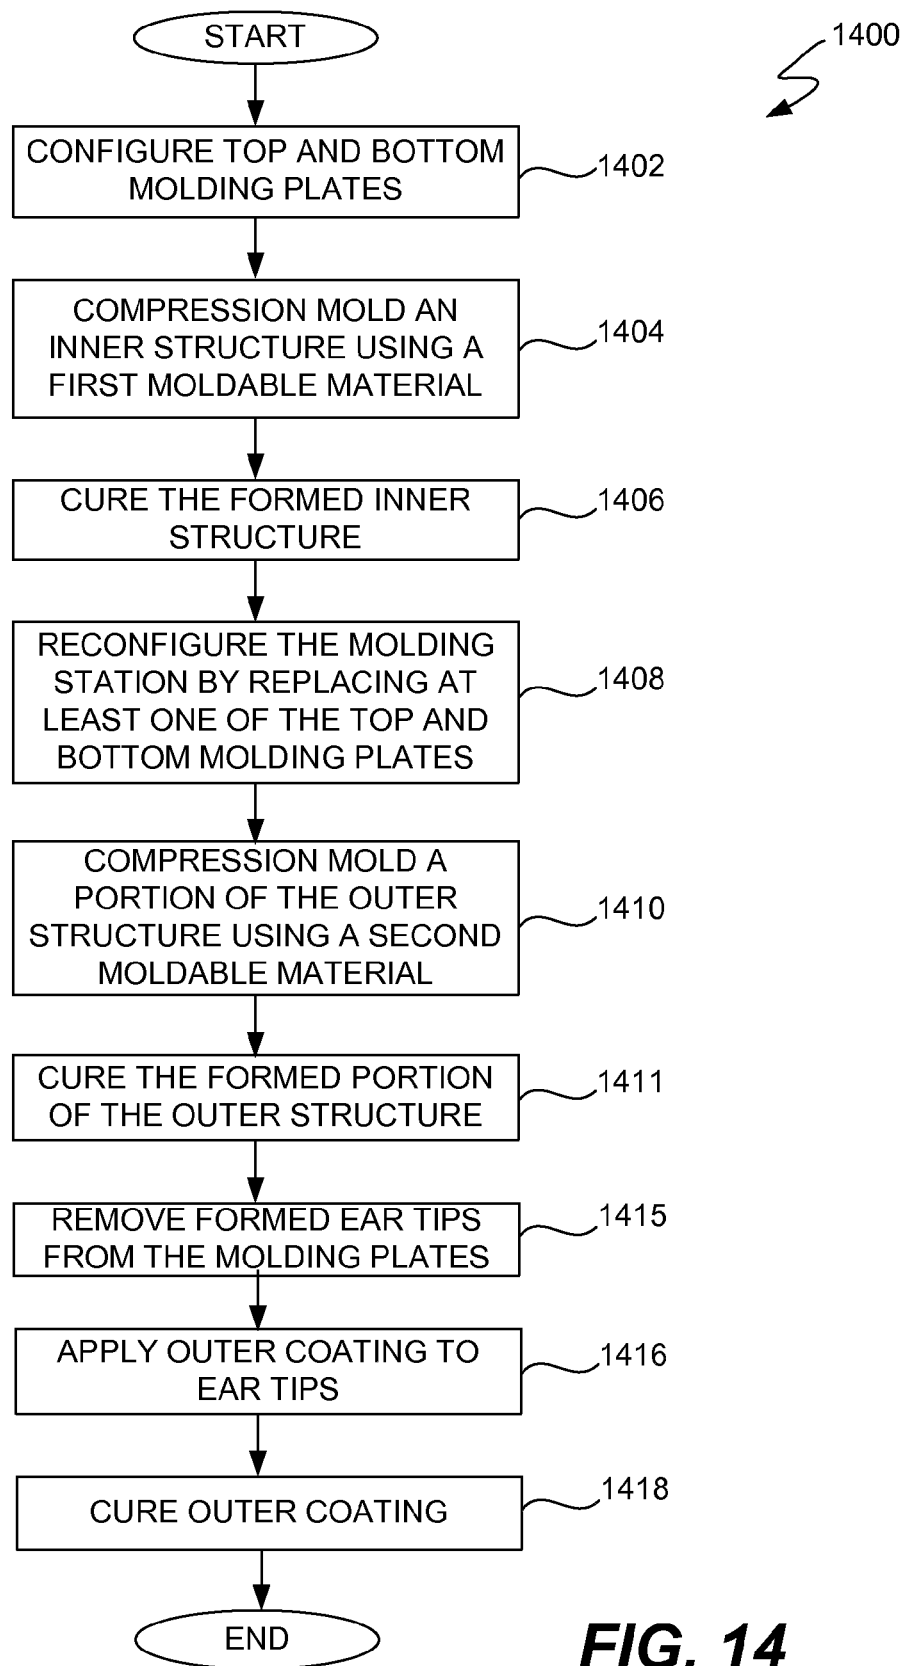 START
1400
CONFIGURE TOP AND BOTTOM
MOLDING PLATES
1402
COMPRESSION MOLD AN
INNER STRUCTURE USING A
FIRST MOLDABLE MATERIAL
1404
CURE THE FORMED INNER
STRUCTURE
1406
RECONFIGURE THE MOLDING
STATION BY REPLACING AT
LEAST ONE OF THE TOP AND
BOTTOM MOLDING PLATES
1408
COMPRESSION MOLD A
PORTION OF THE OUTER
STRUCTURE USING A SECOND
MOLDABLE MATERIAL
1410
CURE THE FORMED PORTION
OF THE OUTER STRUCTURE
1411
REMOVE FORMED EAR TIPS
FROM THE MOLDING PLATES
1415
APPLY OUTER COATING TO
EAR TIPS
1416
CURE OUTER COATING
1418
END
FIG. 14